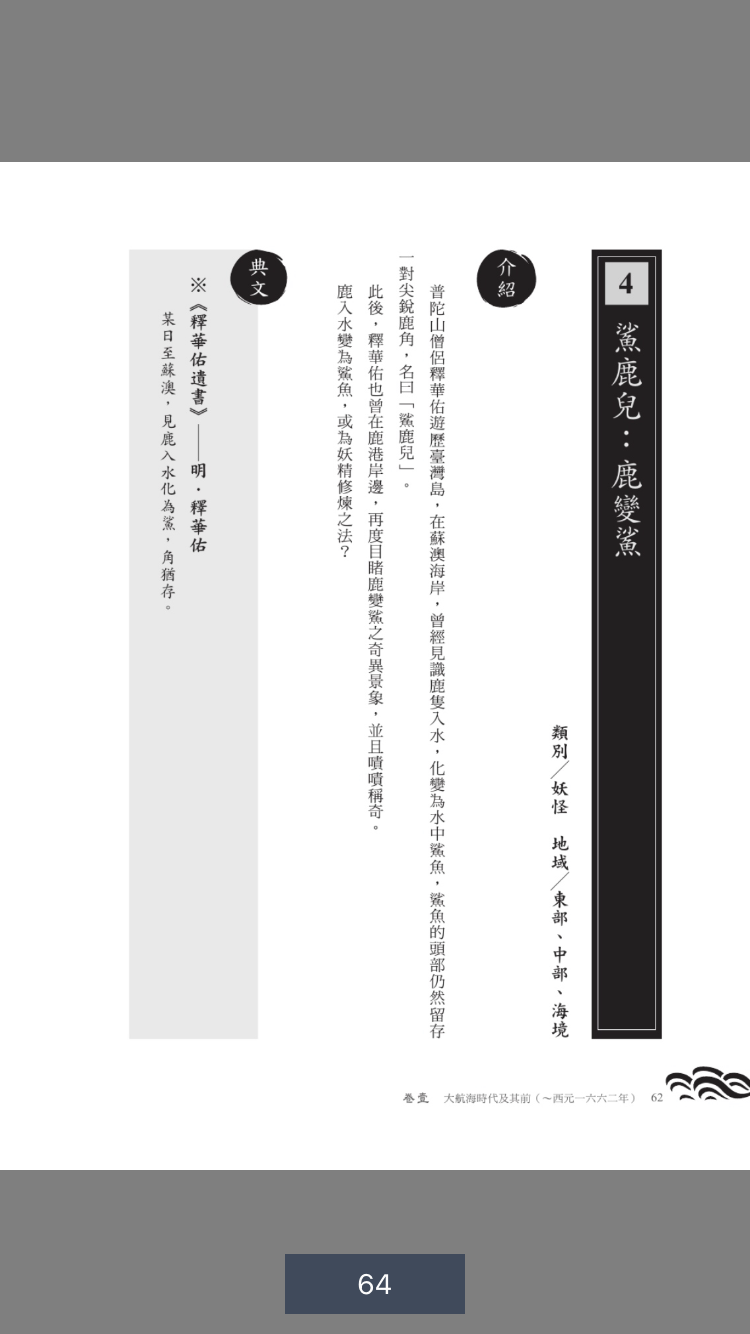 4
鯊鹿兒：鹿變鯊
類別／妖怪　地域／東部、中部、海境
介紹
普陀山僧侶釋華佑遊歷臺灣島，在蘇澳海岸，曾經見識鹿隻入水，化變為水中鯊魚，鯊魚的頭部仍然留存
一對尖銳鹿角，名曰「鯊鹿兒」。
此後，釋華佑也曾在鹿港岸邊，再度目睹鹿變鯊之奇異景象，並且嘖嘖稱奇。
鹿入水變為鯊魚，或為妖精修煉之法？
典文
※《釋華佑遺書》——明．釋華佑
某日至蘇澳，見鹿入水化為鯊，角猶存。
卷壹　大航海時代及其前（～西元一六六二年）　62
64